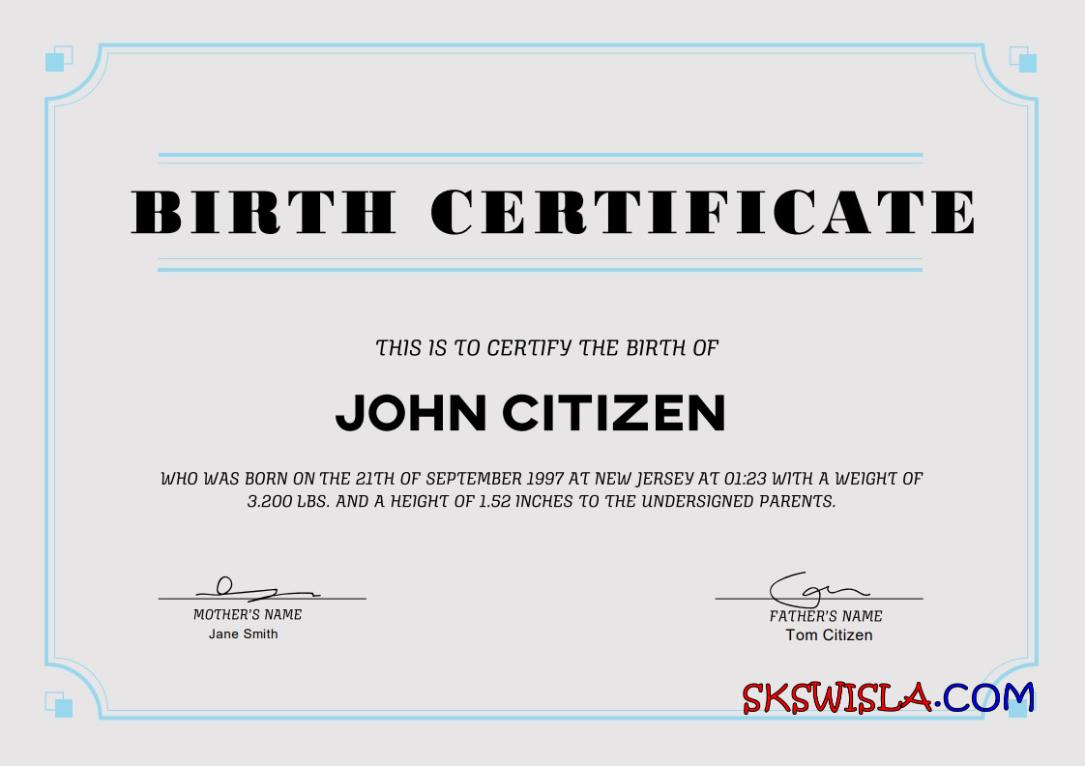 BIRTH CERTIFICATE
THIS IS TO CERTIFY THE BIRTH OF
JOHN CITIZEN
WHO WAS BORN ON THE 21TH OF SEPTEMBER 1997 AT NEW JERSEY AT 01:23 WITH A WEIGHT OF
3.200 LBS. AND A HEIGHT OF 1.52 INCHES TO THE UNDERSIGNED PARENTS.
MOTHER'S NAME
Jane Smith
FATHER'S NAME
Tom Citizen
SKSWISLA.COM